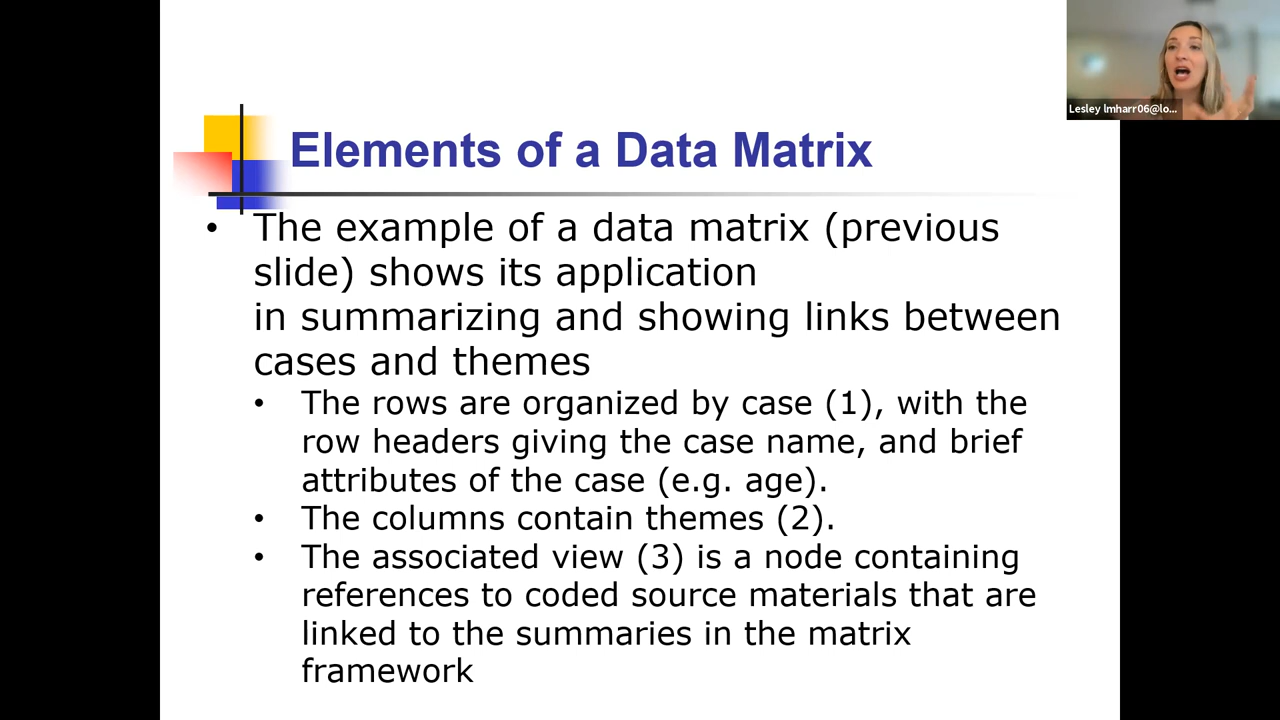 Lesley lmharr06@lo...
Elements of a Data Matrix
• The example of a data matrix (previous
slide) shows its application
in summarizing and showing links between
cases and themes
• The rows are organized by case (1), with the
row headers giving the case name, and brief
attributes of the case (e.g. age).
• The columns contain themes (2).
• The associated view (3) is a node containing
references to coded source materials that are
linked to the summaries in the matrix
framework